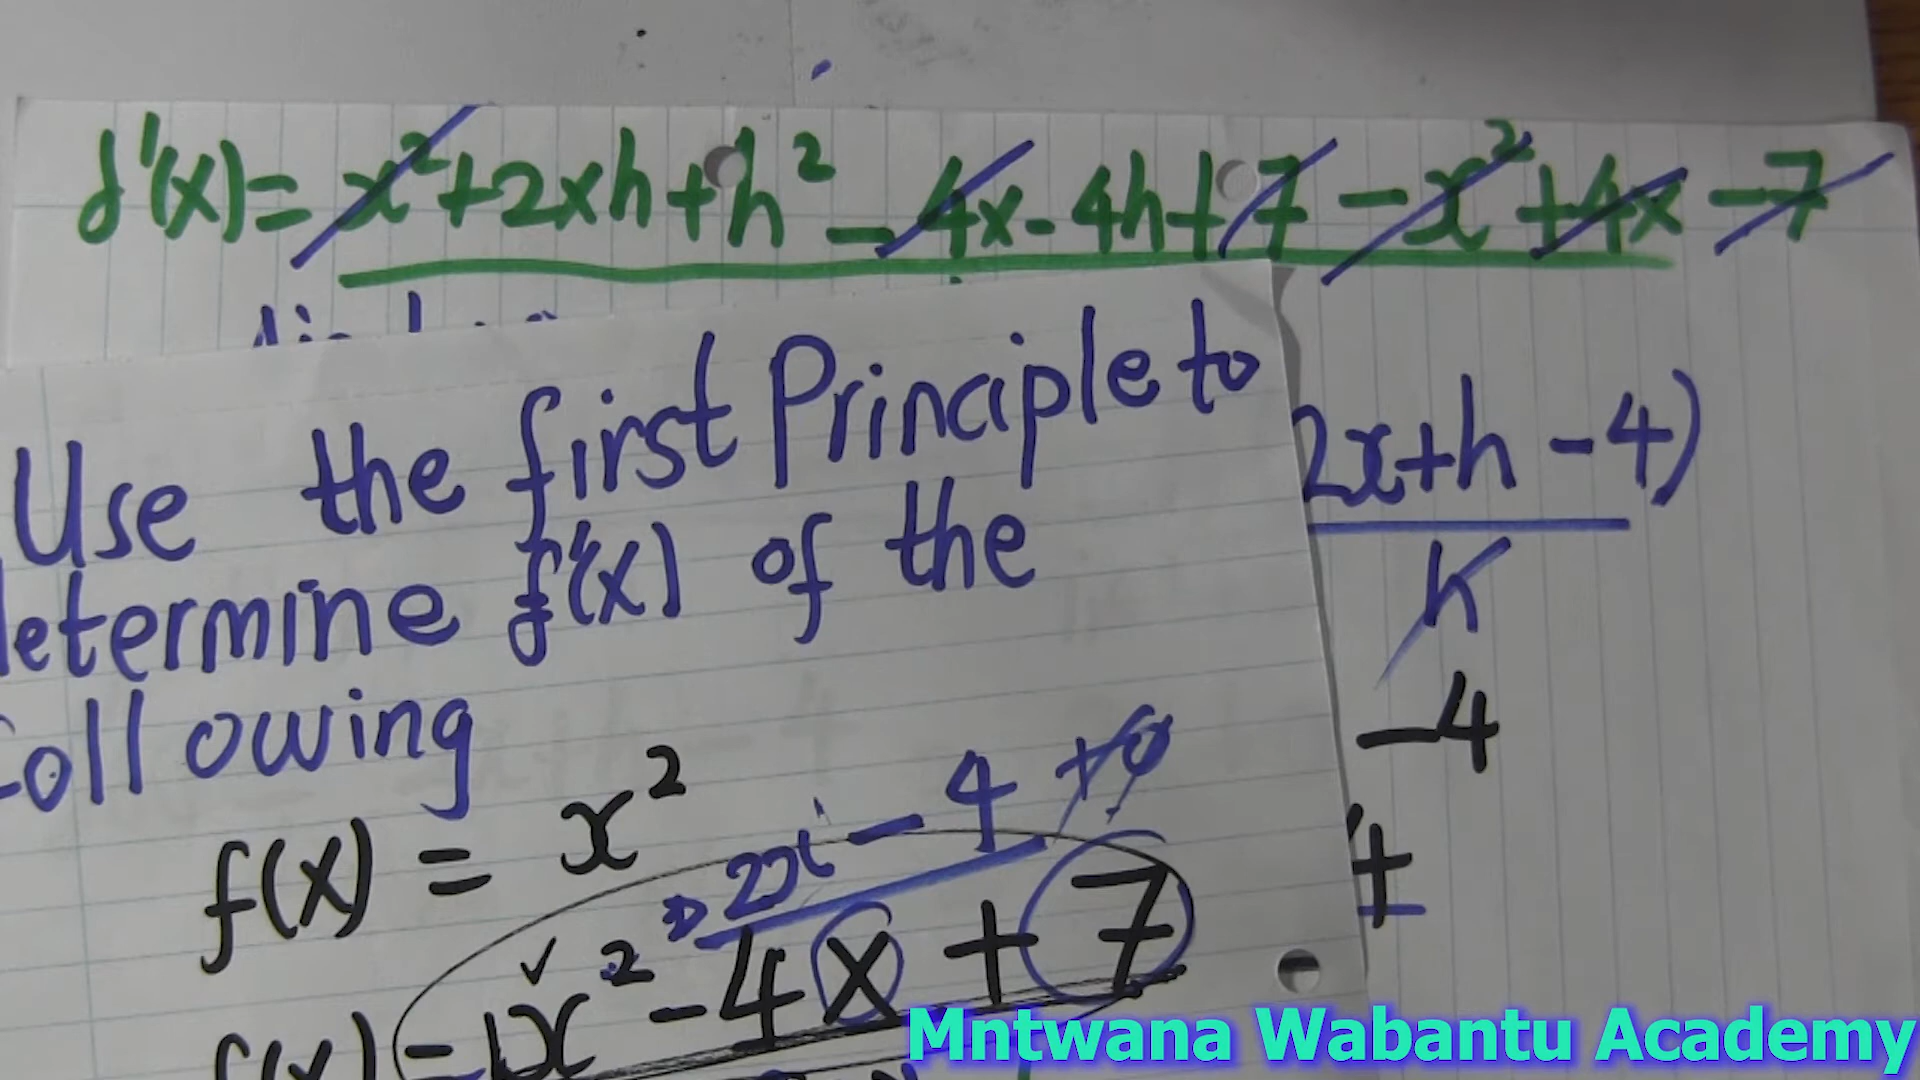 f'(x) = x² + 2xh + h² - 4x - 4h + 7 - x² + 4x - 7
2x + h - 4)
h
- 4
Use the first Principle to
determine f'(x) of the
following
f(x) = x²
2x - 4 + 0
f(x) = 1x² - 4x + 7
Mntwana Wabantu Academy